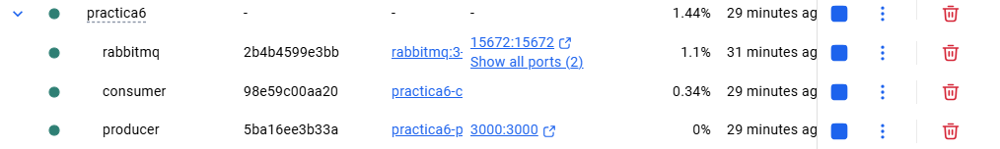 practica6 - - - 1.44% 29 minutes ag
rabbitmq 2b4b4599e3bb rabbitmq:3- 15672:15672 1.1% 31 minutes ag
Show all ports (2)
consumer 98e59c00aa20 practica6-c 0.34% 29 minutes ag
producer 5ba16ee3b33a practica6-p 3000:3000 0% 29 minutes ag